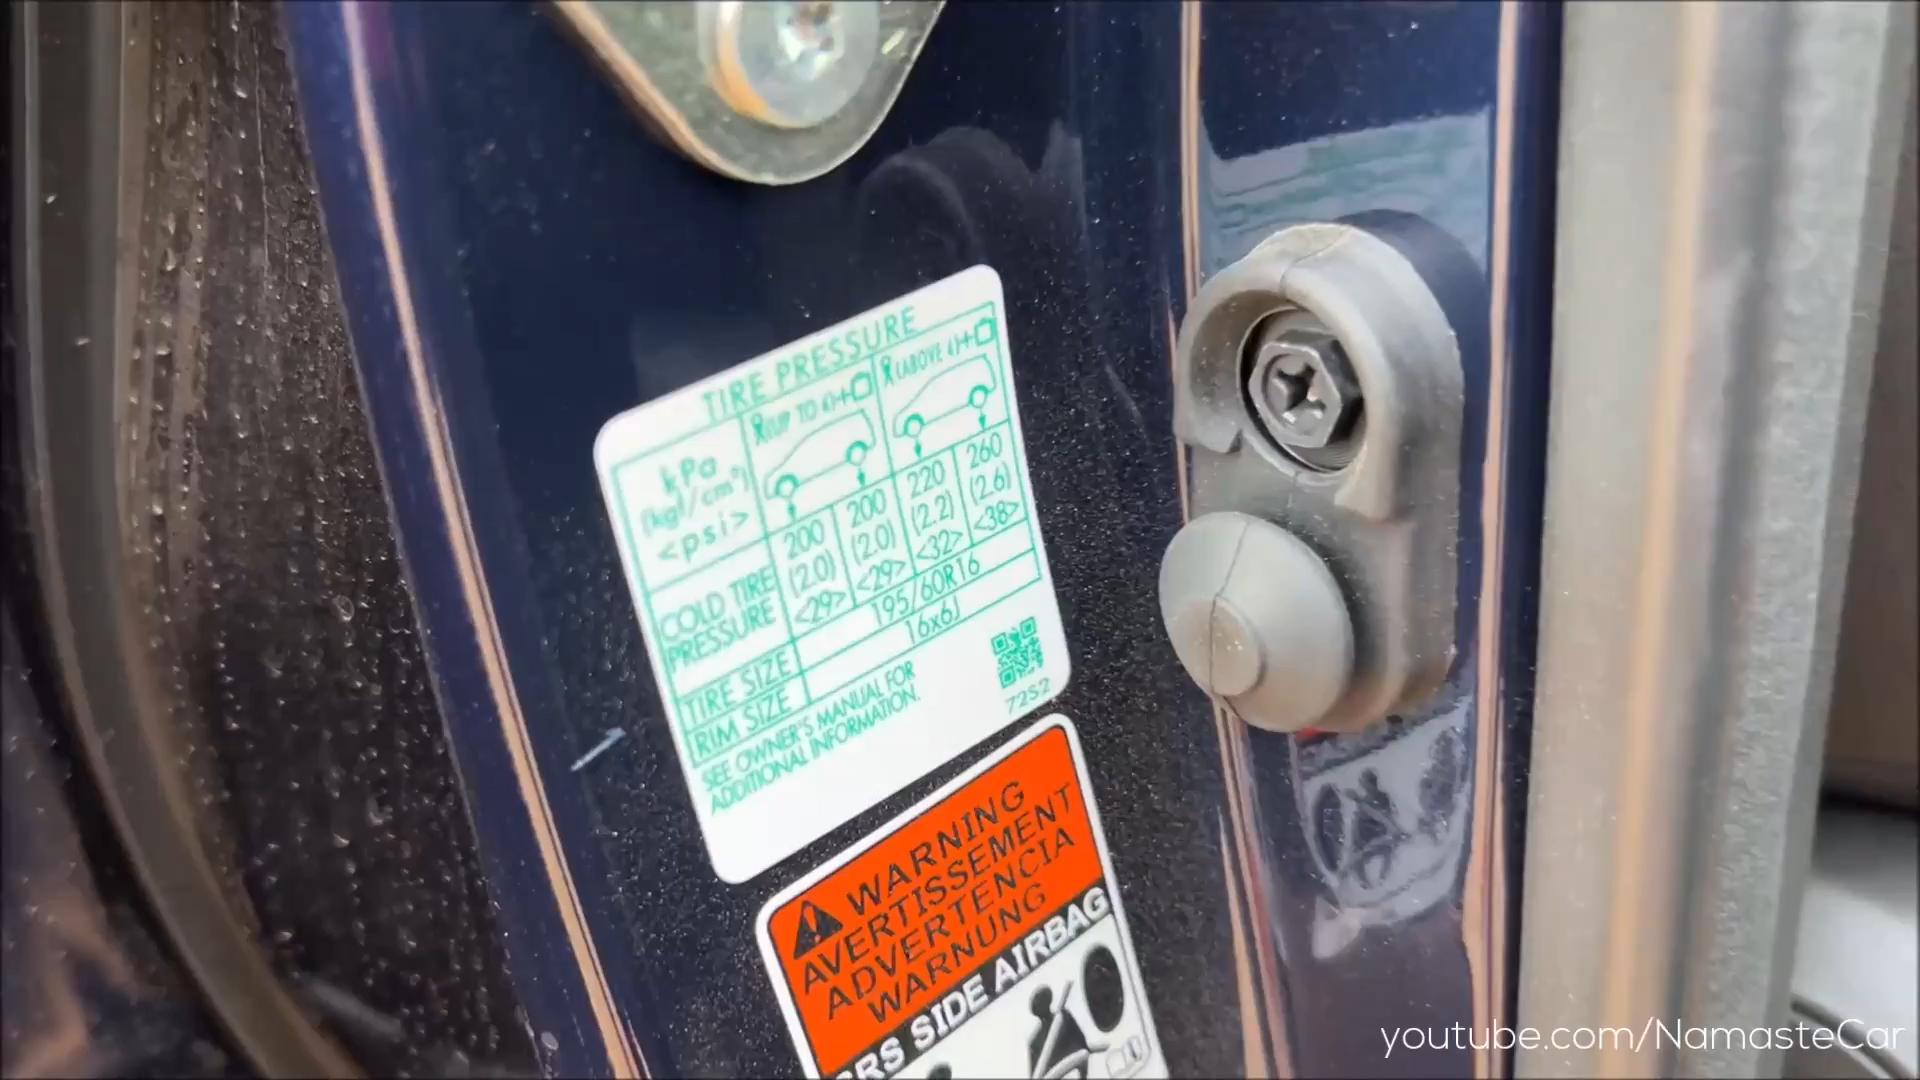 TIRE PRESSURE
(UP TO 4)+
(ABOVE 4)+
kPa
(kgf/cm²)
<psi>
COLD TIRE
PRESSURE
200
(2.0)
<29>
200
(2.0)
<29>
220
(2.2)
<32>
260
(2.6)
<38>
TIRE SIZE
195/60R16
RIM SIZE
16x6J
SEE OWNER'S MANUAL FOR
ADDITIONAL INFORMATION.
72S2
WARNING
AVERTISSEMENT
ADVERTENCIA
WARNUNG
SRS SIDE AIRBAG
youtube.com/NamasteCar